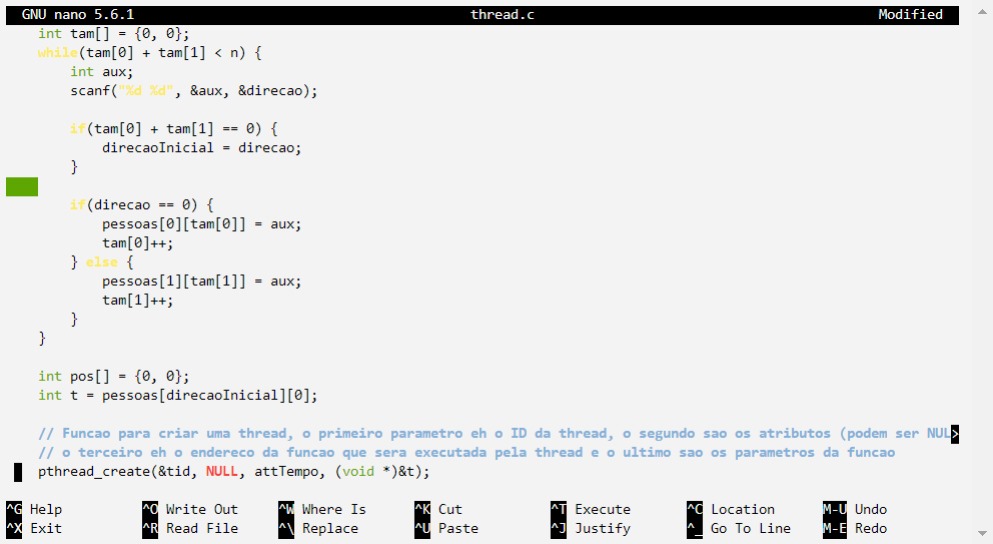 GNU nano 5.6.1 thread.c Modified
int tam[] = {0, 0};
while(tam[0] + tam[1] < n) {
int aux;
scanf("%d %d", &aux, &direcao);
if(tam[0] + tam[1] == 0) {
direcaoInicial = direcao;
}
if(direcao == 0) {
pessoas[0][tam[0]] = aux;
tam[0]++;
} else {
pessoas[1][tam[1]] = aux;
tam[1]++;
}
}
int pos[] = {0, 0};
int t = pessoas[direcaoInicial][0];
// Funcao para criar uma thread, o primeiro parametro eh o ID da thread, o segundo sao os atributos (podem ser NUL>
// o terceiro eh o endereco da funcao que sera executada pela thread e o ultimo sao os parametros da funcao
pthread_create(&tid, NULL, attTempo, (void *)&t);
^G Help ^O Write Out ^W Where Is ^K Cut ^T Execute ^C Location M-U Undo
^X Exit ^R Read File ^\ Replace ^U Paste ^J Justify ^_ Go To Line M-E Redo